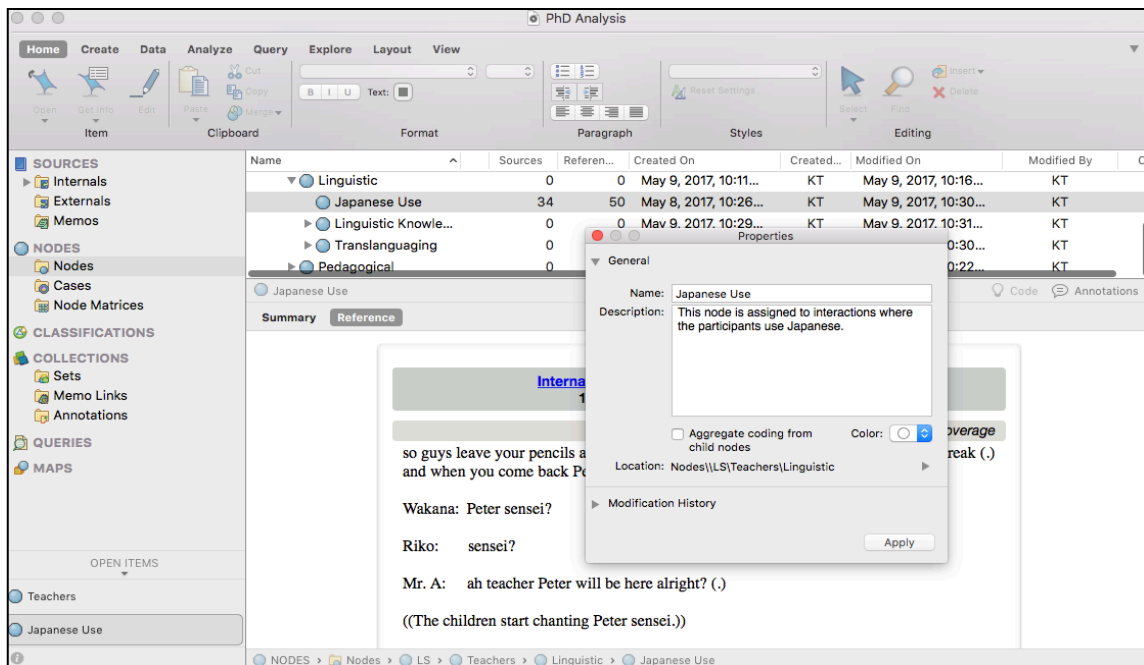 PhD Analysis
Home Create Data Analyze Query Explore Layout View
Open Get Info Edit Paste Cut Copy Merge B I U Text: Reset Settings Select Find Insert Delete
Item Clipboard Format Paragraph Styles Editing
SOURCES
Internals
Externals
Memos
NODES
Nodes
Cases
Node Matrices
CLASSIFICATIONS
COLLECTIONS
Sets
Memo Links
Annotations
QUERIES
MAPS
OPEN ITEMS
Teachers
Japanese Use
Name Sources Referen... Created On Created... Modified On Modified By C
Linguistic 0 0 May 9, 2017, 10:11... KT May 9, 2017, 10:16... KT
Japanese Use 34 50 May 8, 2017, 10:26... KT May 9, 2017, 10:30... KT
Linguistic Knowle... 0 0 May 9, 2017, 10:29... KT May 9, 2017, 10:31... KT
Translanguaging 0 0:30... KT
Pedagogical 0 0:22... KT
Japanese Use Code Annotations
Summary Reference
Interna
1
overage
so guys leave your pencils a reak (.)
and when you come back Pe
Wakana: Peter sensei?
Riko: sensei?
Mr. A: ah teacher Peter will be here alright? (.)
((The children start chanting Peter sensei.))
NODES > Nodes > LS > Teachers > Linguistic > Japanese Use
Properties
General
Name: Japanese Use
Description: This node is assigned to interactions where
the participants use Japanese.
Aggregate coding from
child nodes
Color:
Location: Nodes\\LS\Teachers\Linguistic
Modification History
Apply